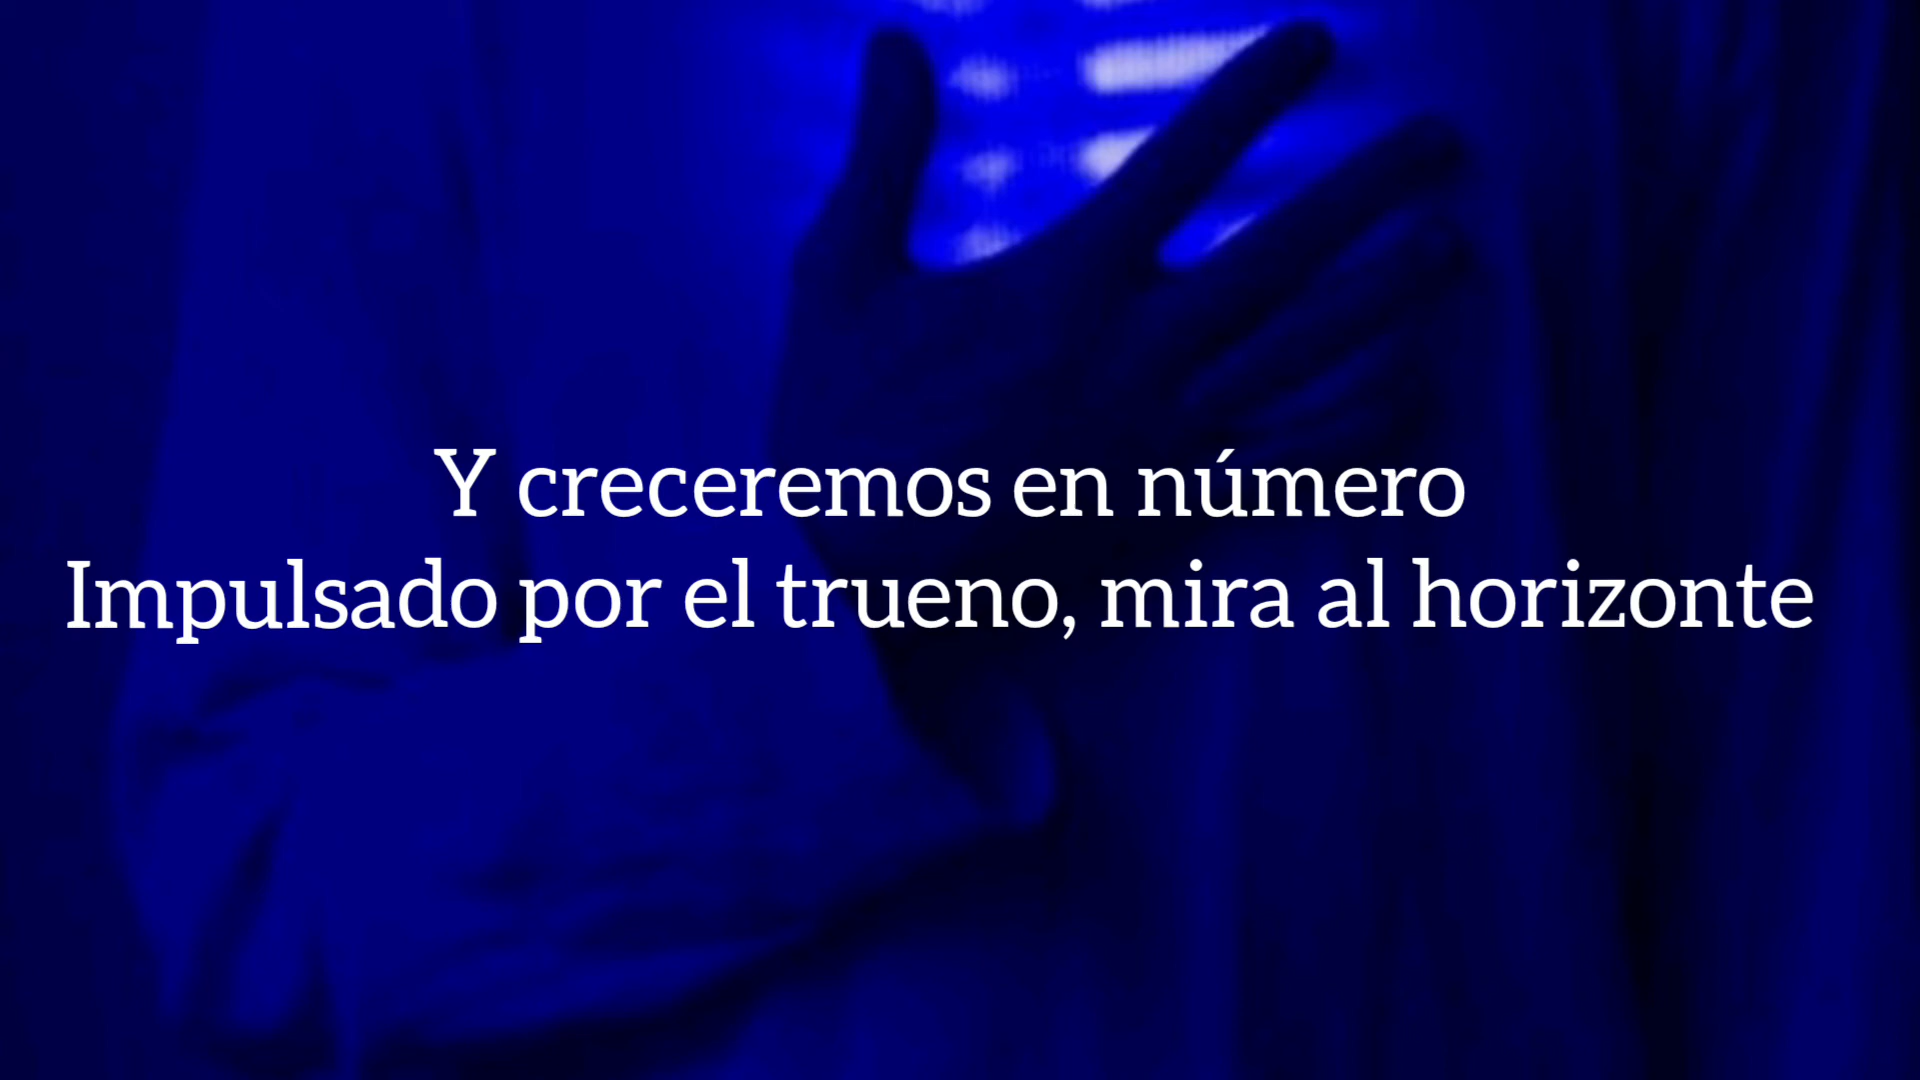 Y creceremos en número
Impulsado por el trueno, mira al horizonte